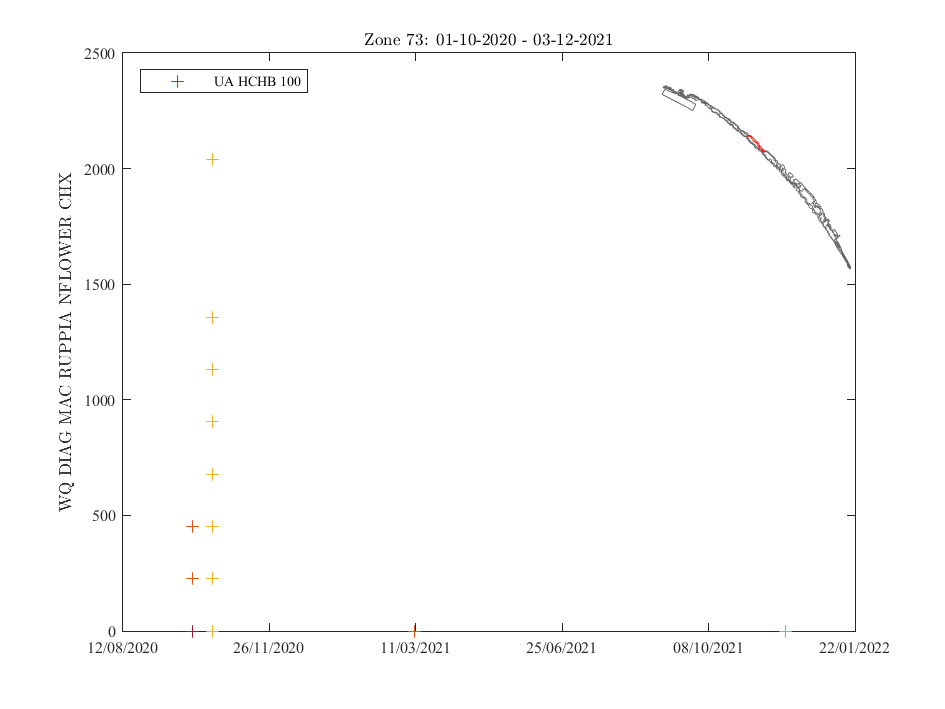 Zone 73: 01-10-2020 - 03-12-2021
UA HCHB 100
WQ DIAG MAC RUPPIA NFLOWER CHX
2500
2000
1500
1000
500
0
12/08/2020 26/11/2020 11/03/2021 25/06/2021 08/10/2021 22/01/2022